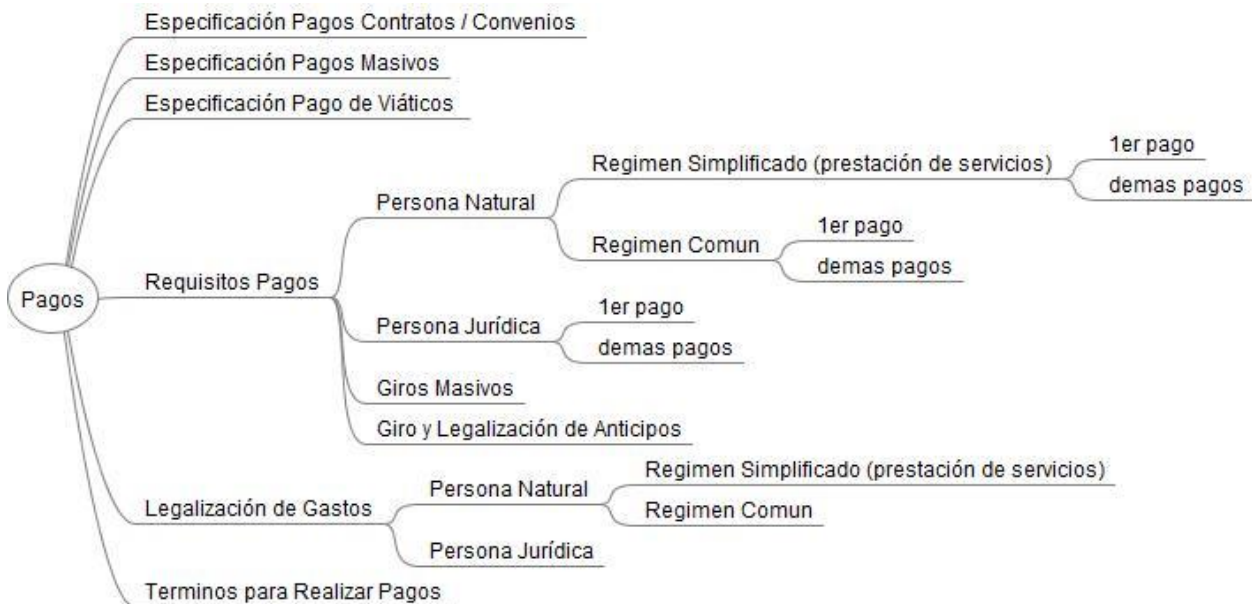 Pagos
Especificación Pagos Contratos / Convenios
Especificación Pagos Masivos
Especificación Pago de Viáticos
Requisitos Pagos
Persona Natural
Regimen Simplificado (prestación de servicios)
1er pago
demas pagos
Regimen Comun
1er pago
demas pagos
Persona Jurídica
1er pago
demas pagos
Giros Masivos
Giro y Legalización de Anticipos
Legalización de Gastos
Persona Natural
Regimen Simplificado (prestación de servicios)
Regimen Comun
Persona Jurídica
Terminos para Realizar Pagos